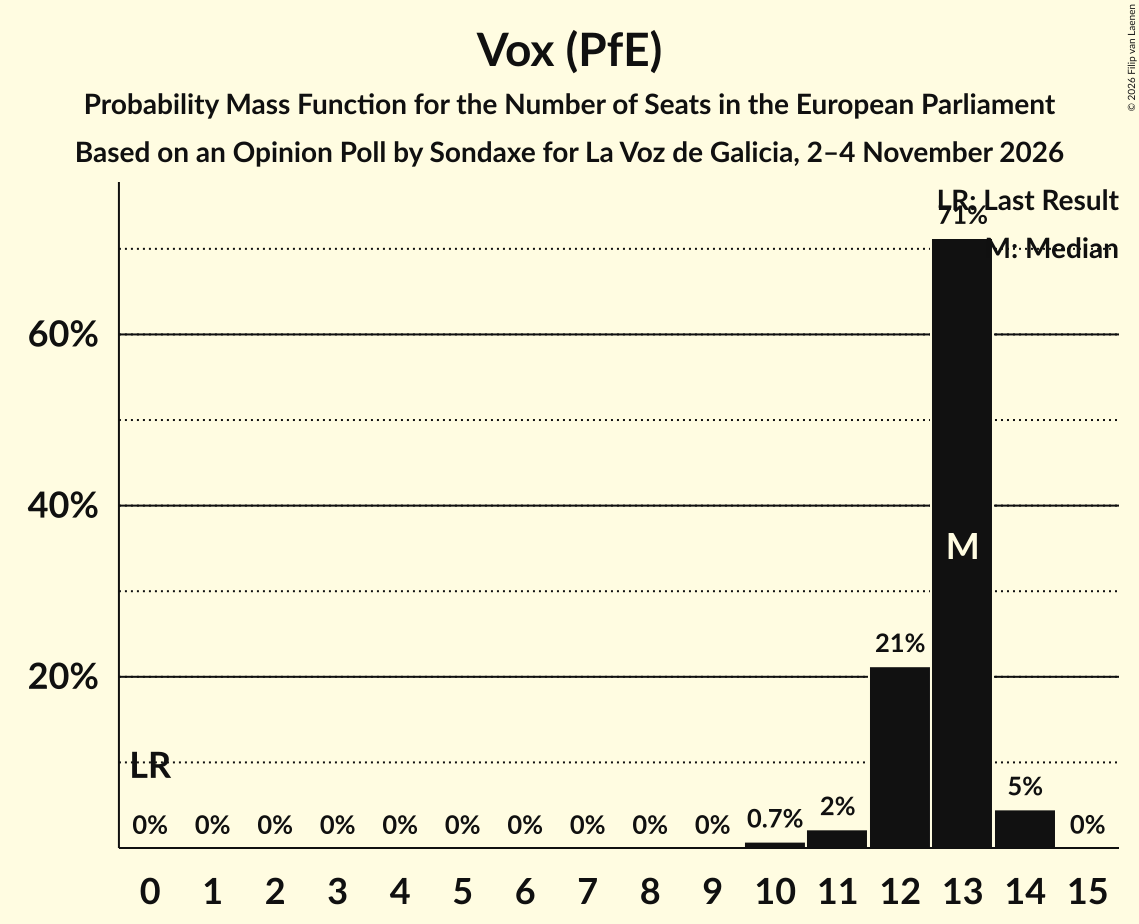 Vox (PfE)
Probability Mass Function for the Number of Seats in the European Parliament
Based on an Opinion Poll by Sondaxe for La Voz de Galicia, 2–4 November 2026
© 2026 Filip van Laenen
LR: Last Result
M: Median
71%
60%
40%
M
21%
20%
LR
0% 0% 0% 0% 0% 0% 0% 0% 0% 0% 0.7% 2% 5% 0%
0 1 2 3 4 5 6 7 8 9 10 11 12 13 14 15